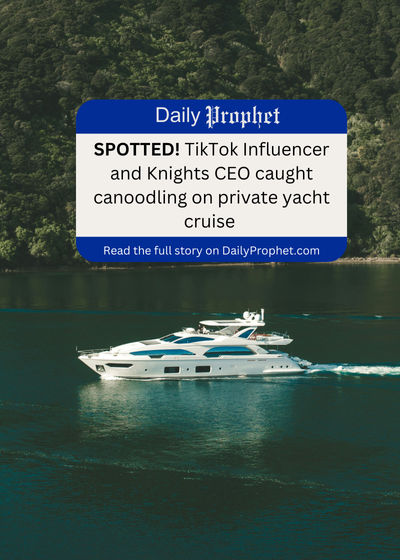 Daily Prophet
SPOTTED! TikTok Influencer
and Knights CEO caught
canoodling on private yacht
cruise
Read the full story on DailyProphet.com